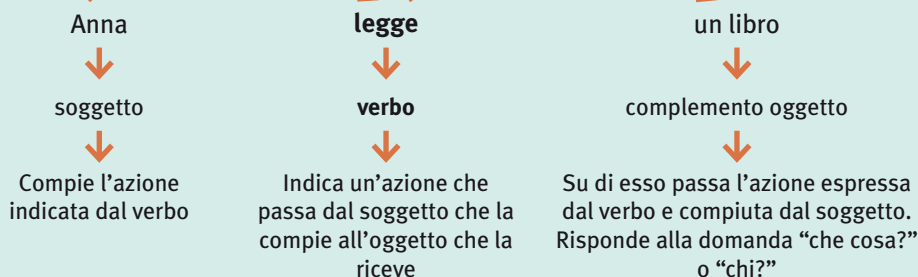 Anna
legge
un libro
soggetto
verbo
complemento oggetto
Compie l’azione
indicata dal verbo
Indica un’azione che
passa dal soggetto che la
compie all’oggetto che la
riceve
Su di esso passa l’azione espressa
dal verbo e compiuta dal soggetto.
Risponde alla domanda “che cosa?”
o “chi?”